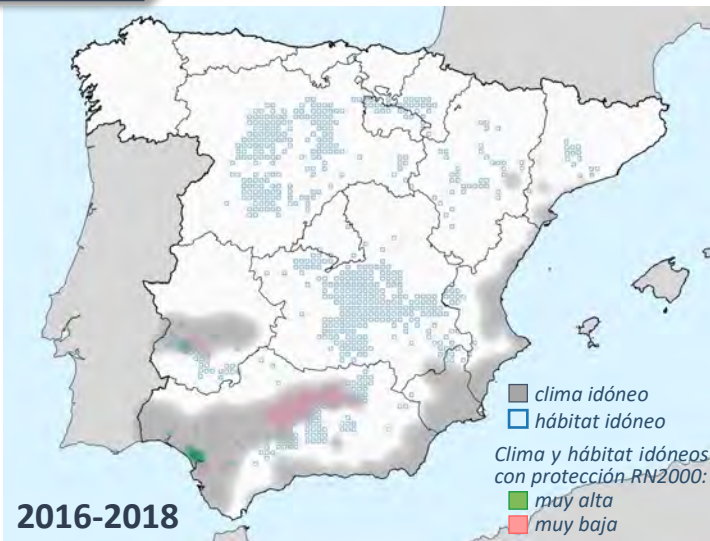 clima idóneo
hábitat idóneo
Clima y hábitat idóneos
con protección RN2000:
muy alta
muy baja
2016-2018